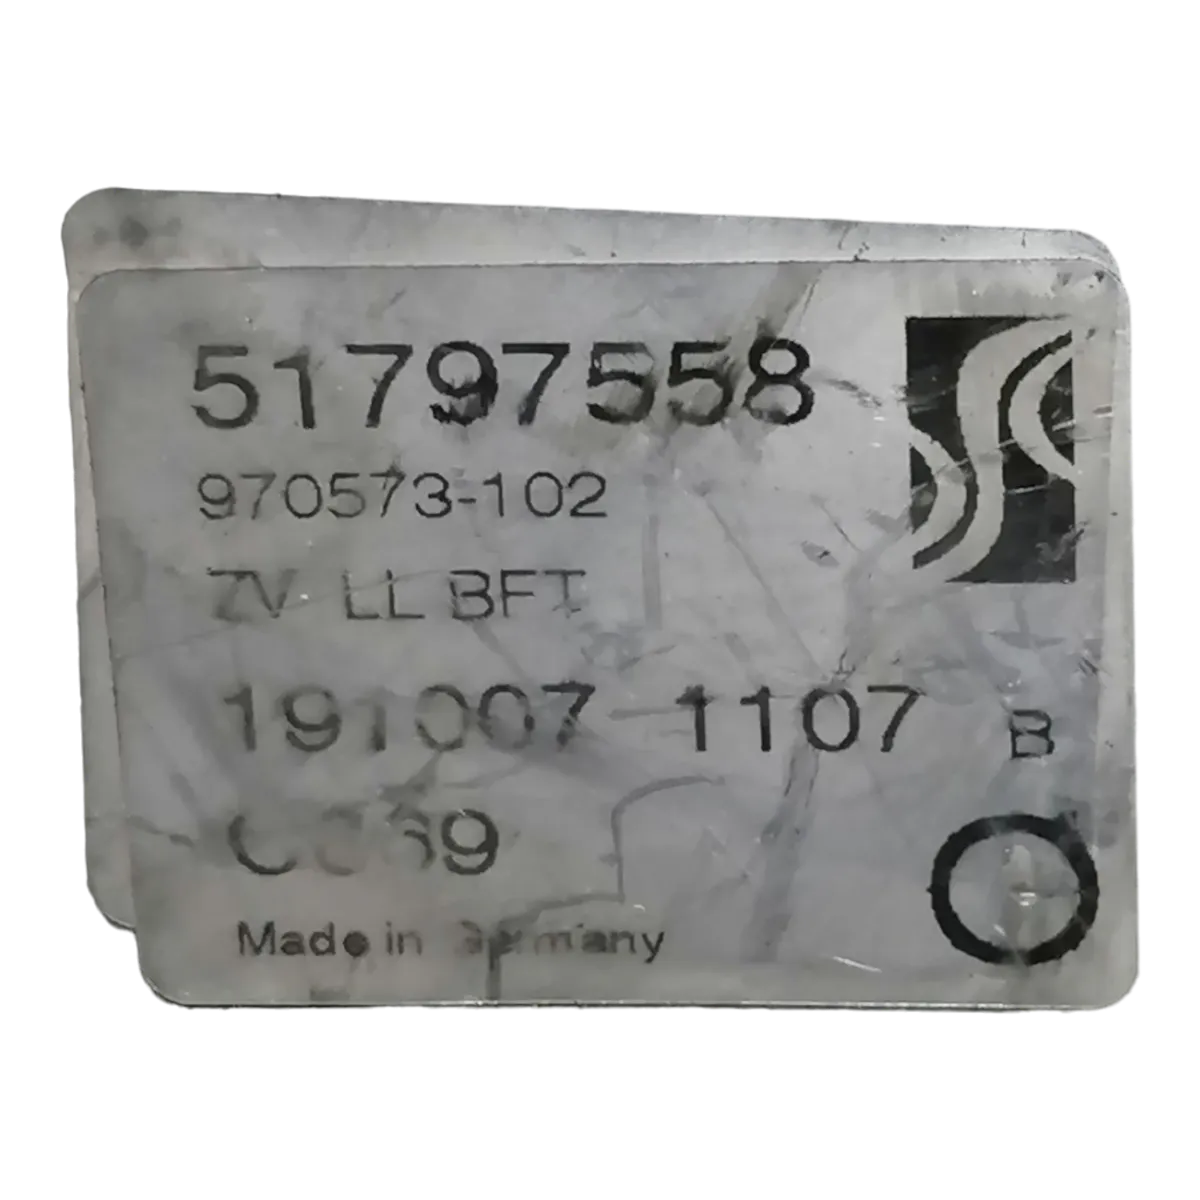 51797558
970573-102
ZV LL BFT
191007 1107 B
Made in Germany